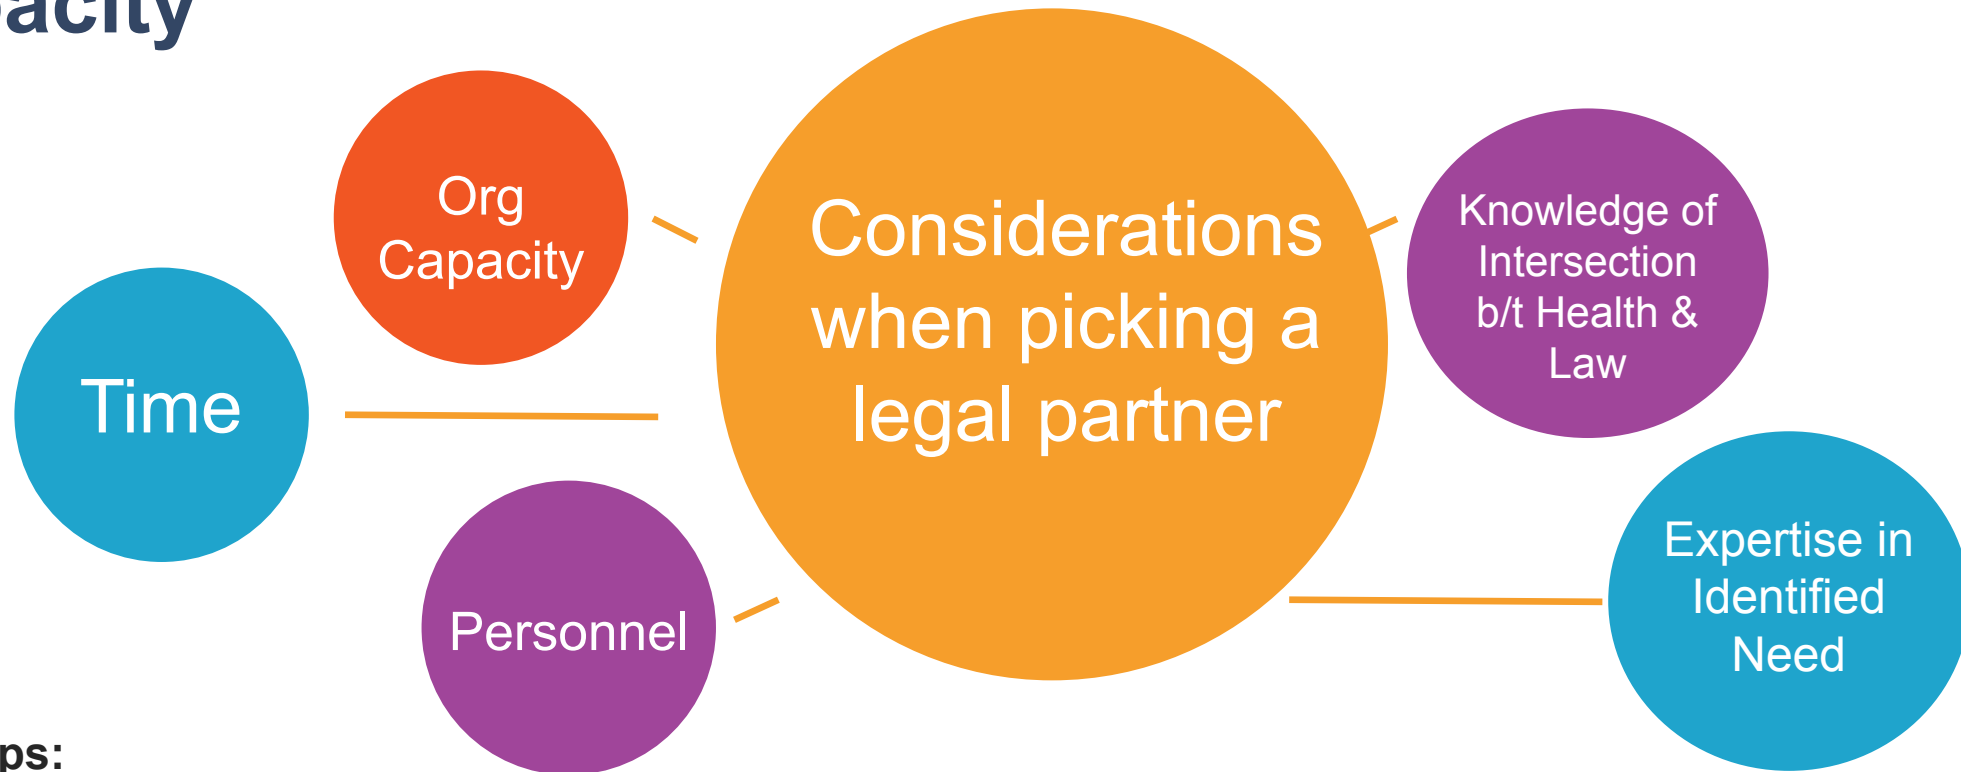 pacity
Org
Capacity
Time
Personnel
Considerations
when picking a
legal partner
Knowledge of
Intersection
b/t Health &
Law
Expertise in
Identified
Need
ps: